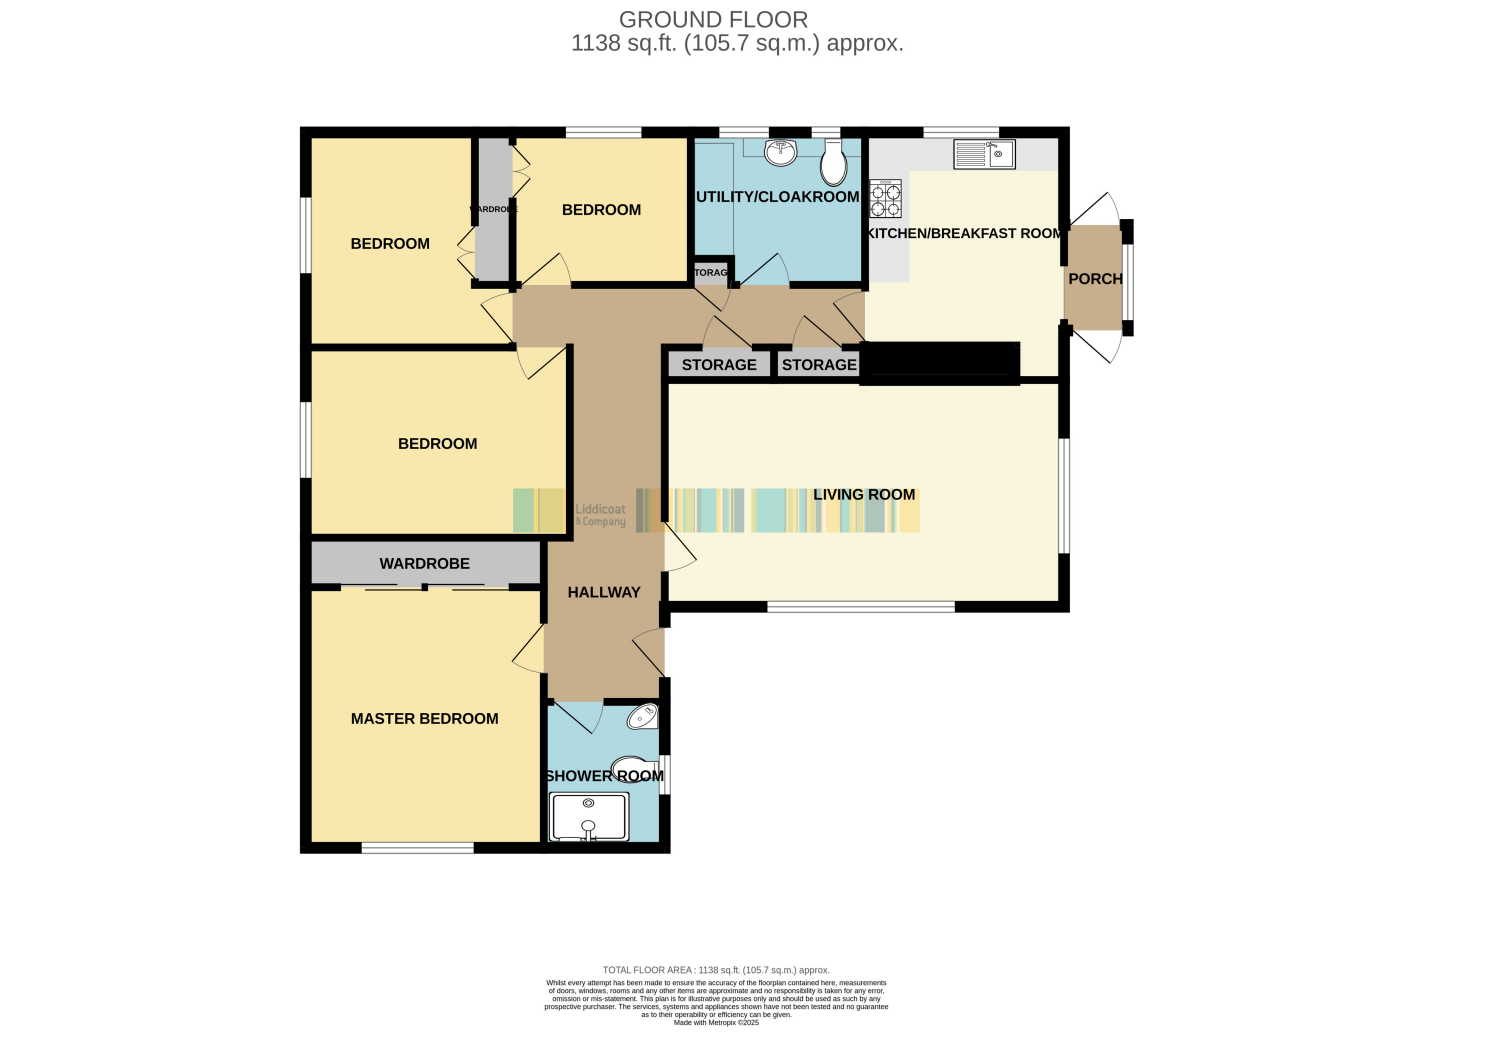 GROUND FLOOR
1138 sq.ft. (105.7 sq.m.) approx.
BEDROOM
WARDROBE
BEDROOM
UTILITY/CLOAKROOM
KITCHEN/BREAKFAST ROOM
STORAGE
PORCH
STORAGE
STORAGE
BEDROOM
LIVING ROOM
Liddicoat
& Company
WARDROBE
HALLWAY
MASTER BEDROOM
SHOWER ROOM
TOTAL FLOOR AREA : 1138 sq.ft. (105.7 sq.m.) approx.
Whilst every attempt has been made to ensure the accuracy of the floorplan contained here, measurements
of doors, windows, rooms and any other items are approximate and no responsibility is taken for any error,
omission or mis-statement. This plan is for illustrative purposes only and should be used as such by any
prospective purchaser. The services, systems and appliances shown have not been tested and no guarantee
as to their operability or efficiency can be given.
Made with Metropix ©2025